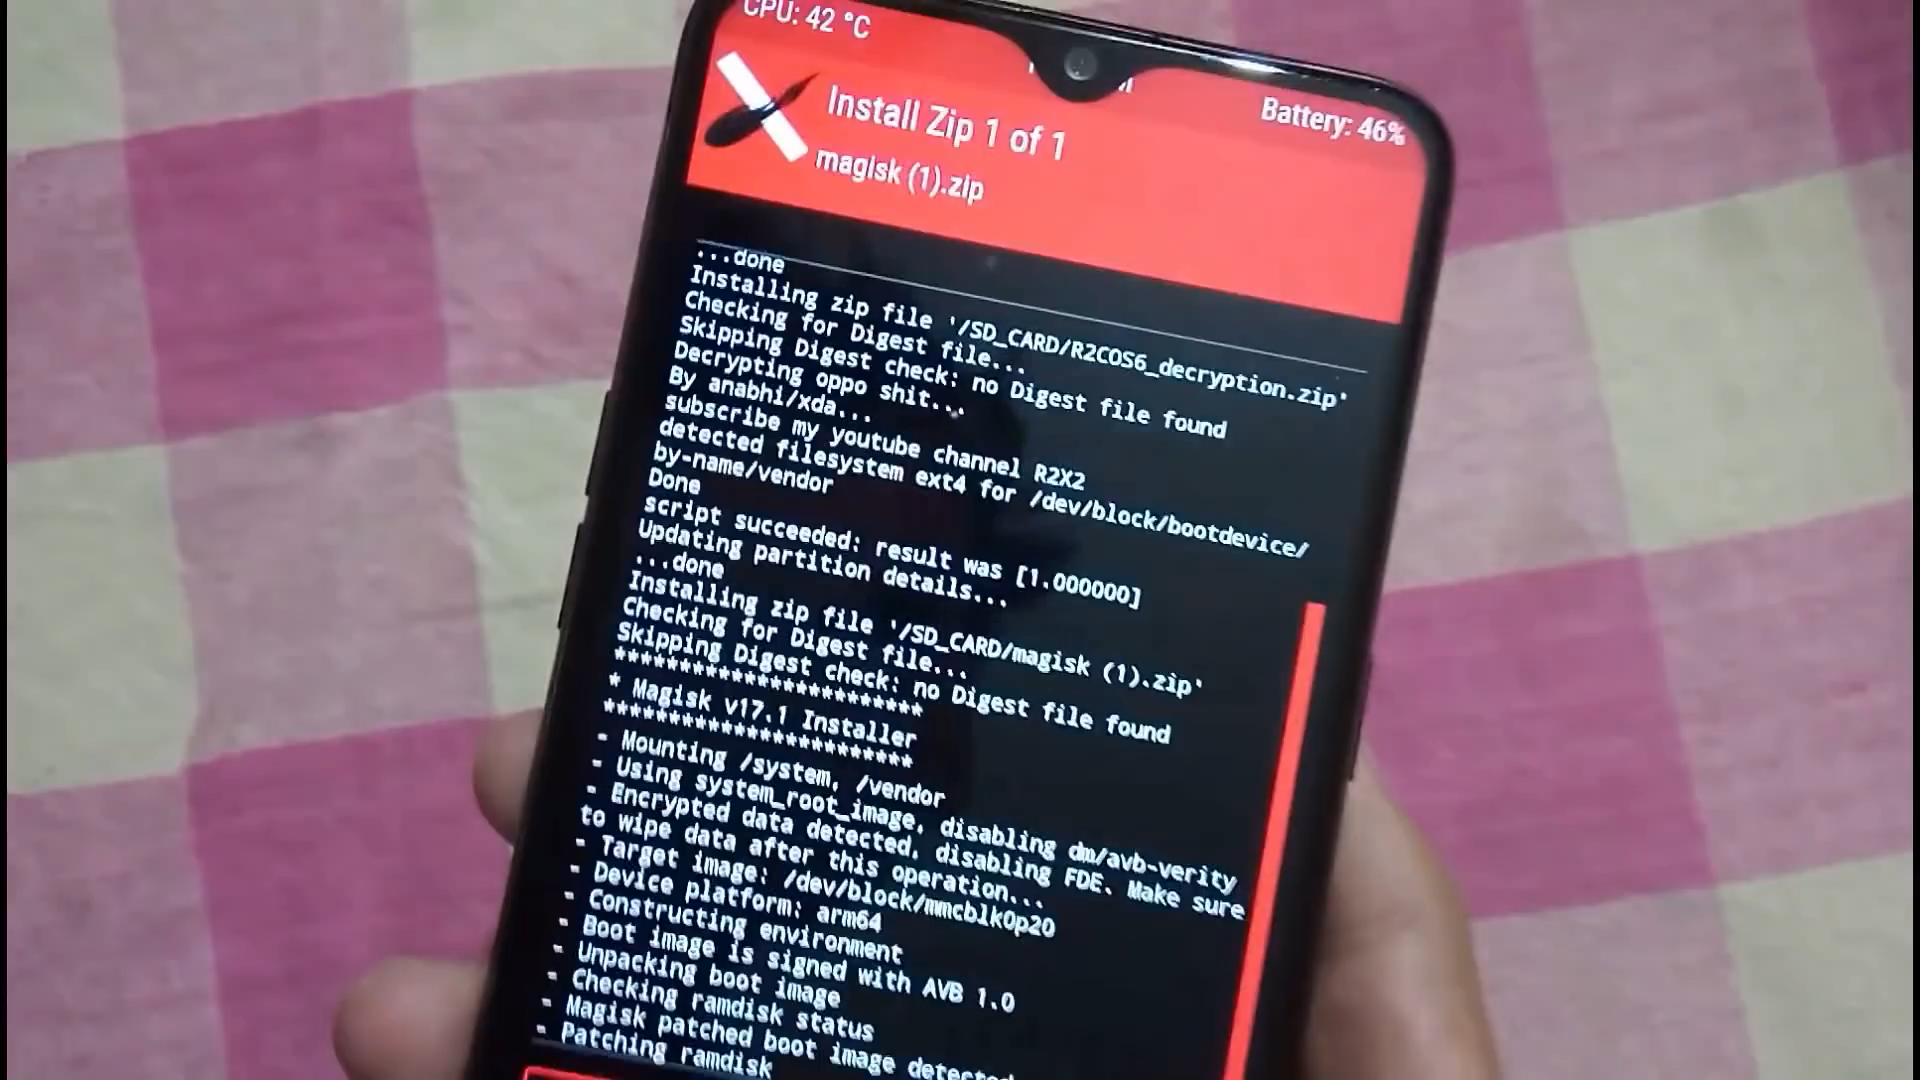 CPU: 42 °C
Battery: 46%
Install Zip 1 of 1
magisk (1).zip
...done
Installing zip file '/SD_CARD/R2COS6_decryption.zip'
Checking for Digest file...
Skipping Digest check: no Digest file found
Decrypting oppo shit...
By anabhi/xda...
subscribe my youtube channel R2X2
detected filesystem ext4 for /dev/block/bootdevice/
by-name/vendor
Done
script succeeded: result was [1.000000]
Updating partition details...
...done
Installing zip file '/SD_CARD/magisk (1).zip'
Checking for Digest file...
Skipping Digest check: no Digest file found
************************
* Magisk v17.1 Installer
************************
- Mounting /system, /vendor
- Using system_root_image, disabling dm/avb-verity
- Encrypted data detected, disabling FDE. Make sure
to wipe data after this operation...
- Target image: /dev/block/mmcblk0p20
- Device platform: arm64
- Constructing environment
- Boot image is signed with AVB 1.0
- Unpacking boot image
- Checking ramdisk status
- Magisk patched boot image detected
- Patching ramdisk